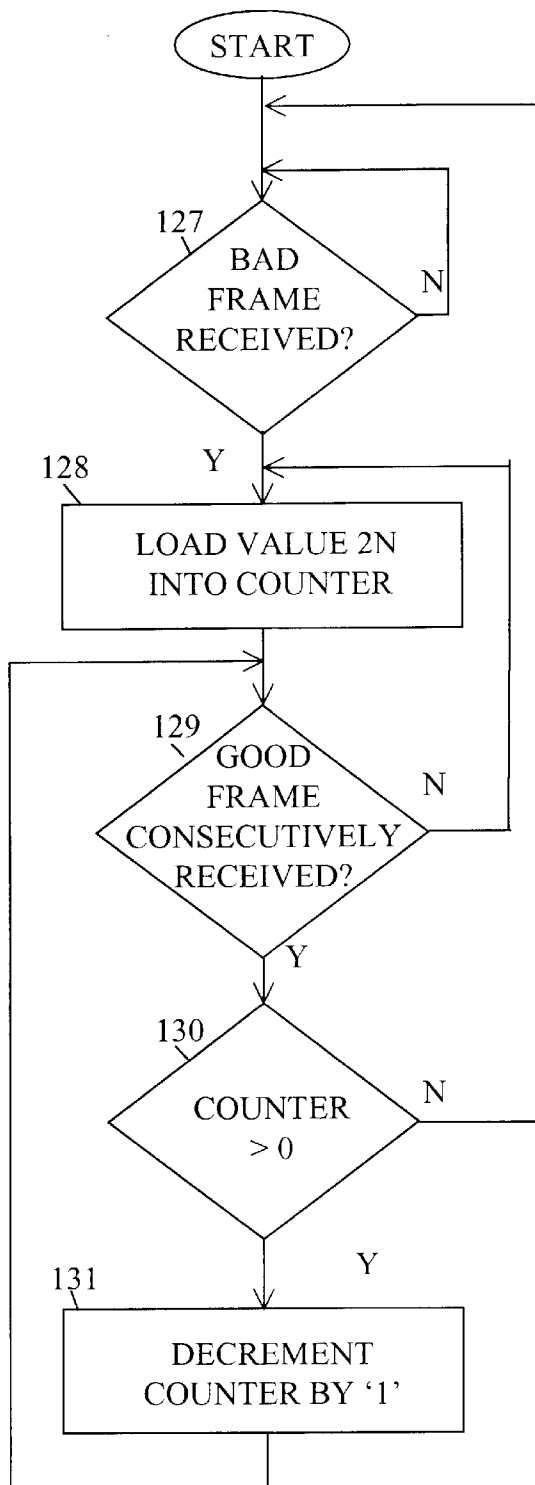 START
127
BAD
FRAME
RECEIVED?
N
Y
128
LOAD VALUE 2N
INTO COUNTER
129
GOOD
FRAME
CONSECUTIVELY
RECEIVED?
N
Y
130
COUNTER
> 0
N
Y
131
DECREMENT
COUNTER BY ‘1’